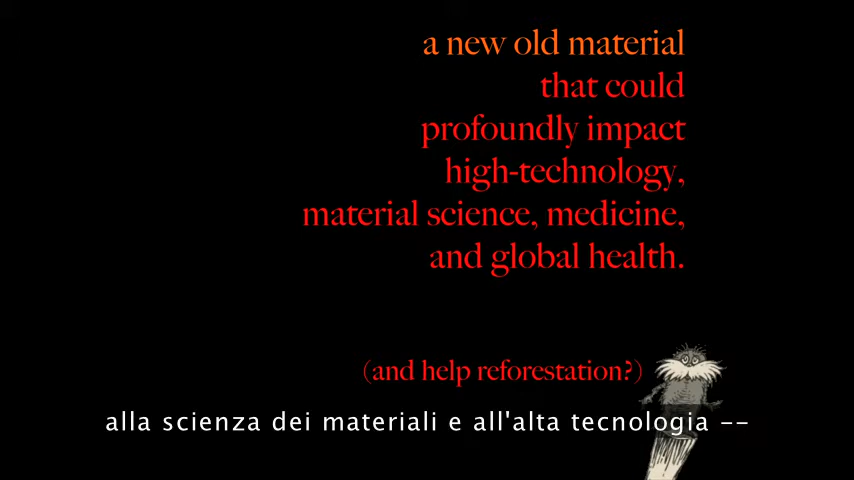 a new old material
that could
profoundly impact
high-technology,
material science, medicine,
and global health.
(and help reforestation?)
alla scienza dei materiali e all'alta tecnologia --